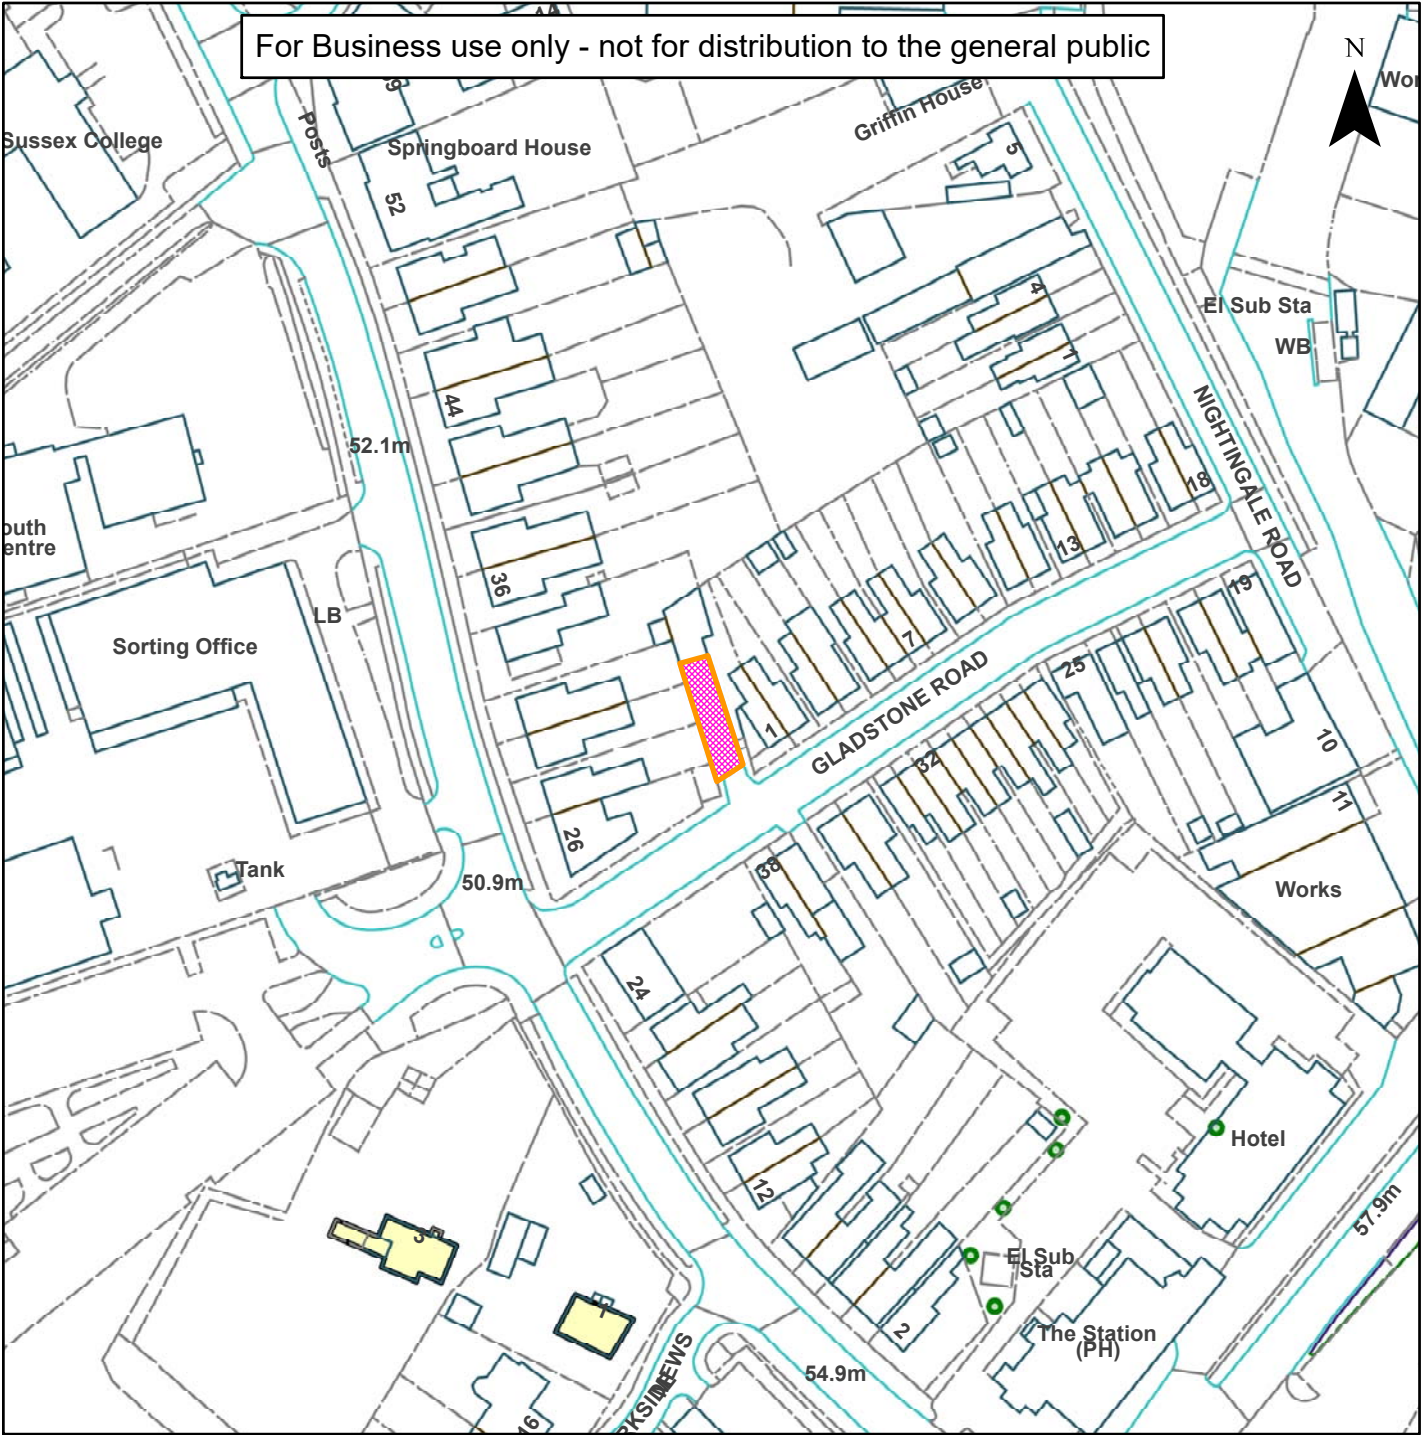 For Business use only - not for distribution to the general public
N
Sussex College
Posts
Springboard House
Griffin House
5
52
4
El Sub Sta
WB
1
44
52.1m
NIGHTINGALE ROAD
18
13
36
LB
Sorting Office
19
7
25
GLADSTONE ROAD
1
32
10
11
26
38
Tank
50.9m
Works
24
Hotel
12
57.9m
3
El Sub
Sta
1
2
The Station
(PH)
54.9m
16